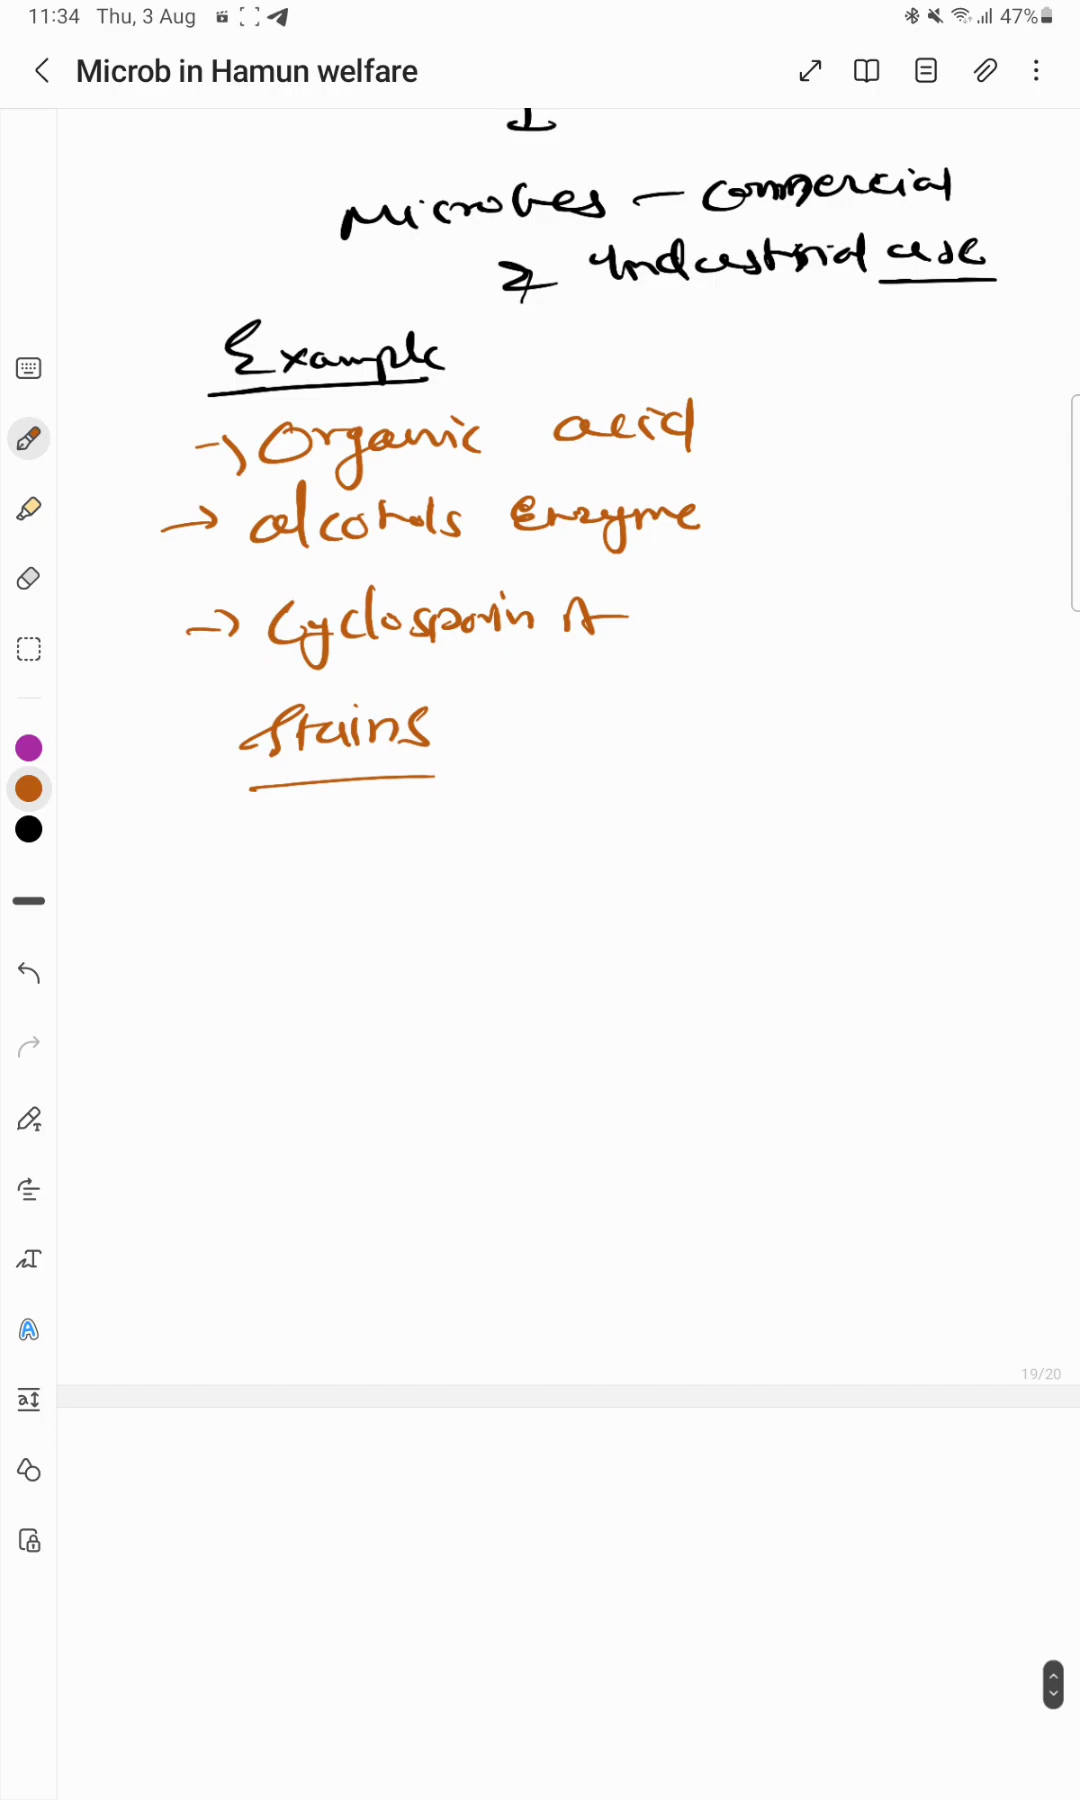 11:34 Thu, 3 Aug 47%
Microb in Hamun welfare
Microbes - Commercial
& Industrial use
Example
→ Organic acid
→ alcohols Enzyme
→ Cyclosporin A
Stains
19/20